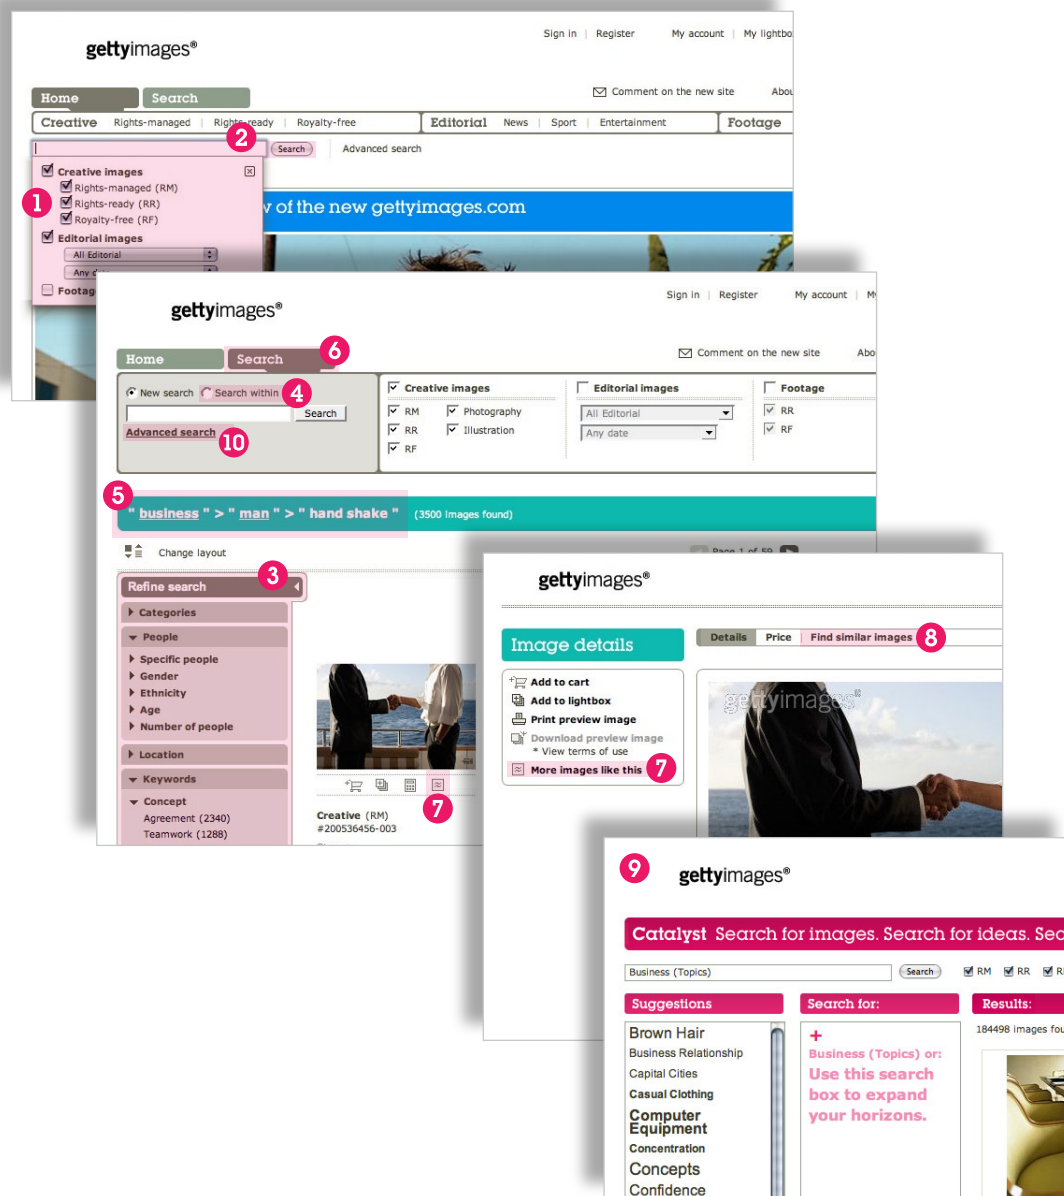 gettyimages®
Sign in | Register My account | My lightbo
Home Search
Comment on the new site Abou
Creative Rights-managed | Rights-ready | Royalty-free Editorial News | Sport | Entertainment Footage
2
Search Advanced search
Creative images
Rights-managed (RM)
1 Rights-ready (RR)
Royalty-free (RF)
Editorial images
All Editorial
Footag
w of the new gettyimages.com
gettyimages®
Sign in | Register My account | M
Home Search 6
Comment on the new site Abo
New search Search within 4
Search
Advanced search
10
Creative images
RM Photography
RR Illustration
RF
Editorial images
All Editorial
Any date
Footage
RR
RF
5
" business " > " man " > " hand shake " (3500 images found)
Change layout
Page 1 of 59
Refine search 3
Categories
People
Specific people
Gender
Ethnicity
Age
Number of people
Location
Keywords
Concept
Agreement (2340)
Teamwork (1288)
7
Creative (RM)
#200536456-003
gettyimages®
Image details
Details Price | Find similar images 8
Add to cart
Add to lightbox
Print preview image
Download preview image
* View terms of use
More images like this 7
gettyimages®
9
gettyimages®
Catalyst Search for images. Search for ideas. Sec
Business (Topics) Search RM RR R
Suggestions
Brown Hair
Business Relationship
Capital Cities
Casual Clothing
Computer
Equipment
Concentration
Concepts
Confidence
Search for:
+
Business (Topics) or:
Use this search
box to expand
your horizons.
Results:
184498 images fou